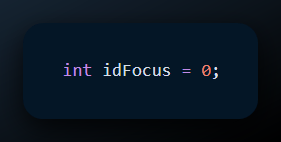 int idFocus = 0;